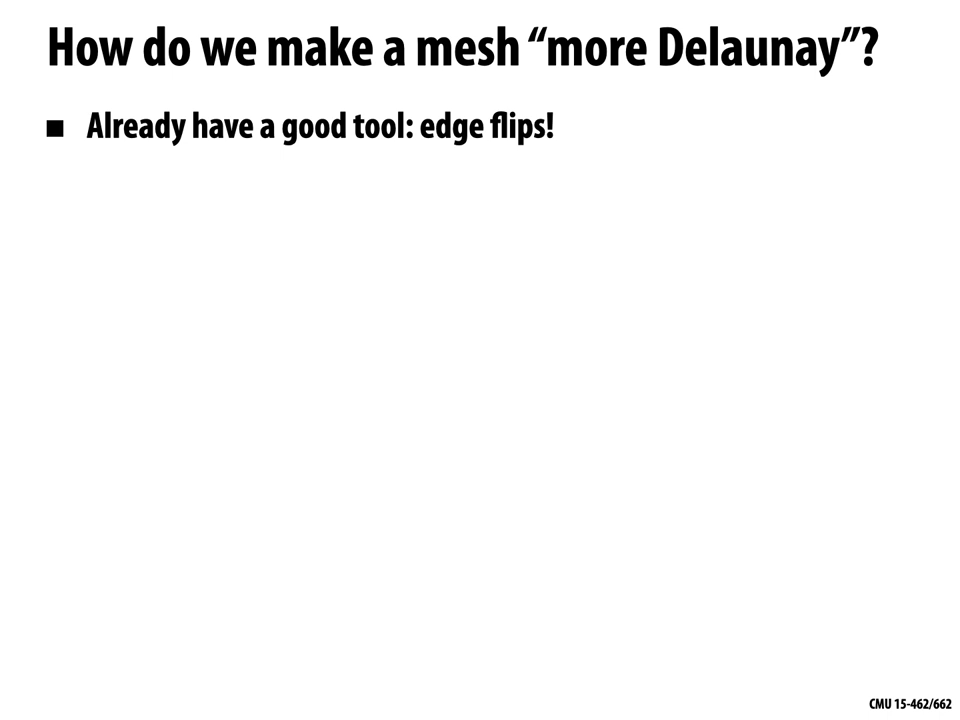 How do we make a mesh “more Delaunay”?
■ Already have a good tool: edge flips!
CMU 15-462/662